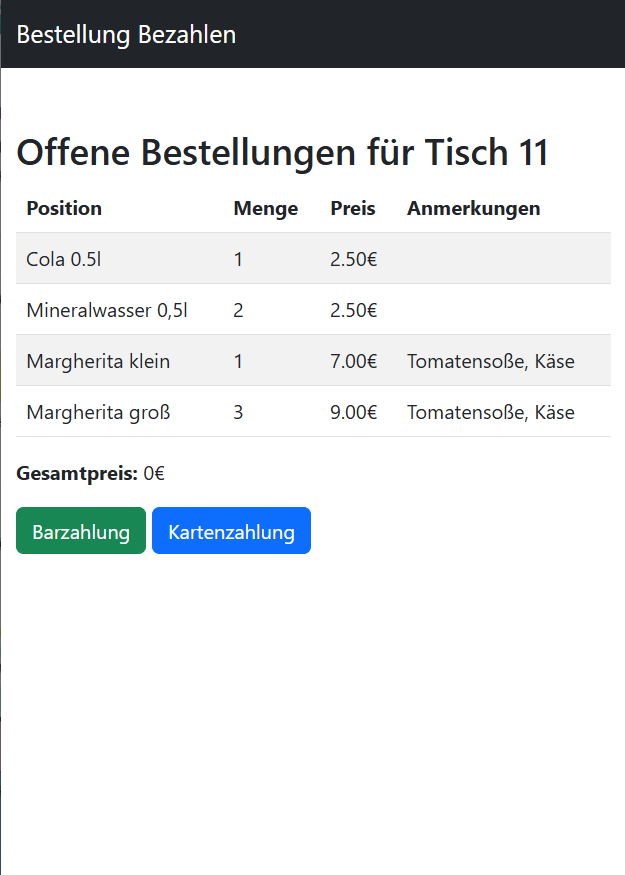 Bestellung Bezahlen
Offene Bestellungen für Tisch 11
Position Menge Preis Anmerkungen
Cola 0.5l 1 2.50€
Mineralwasser 0,5l 2 2.50€
Margherita klein 1 7.00€ Tomatensoße, Käse
Margherita groß 3 9.00€ Tomatensoße, Käse
Gesamtpreis: 0€
Barzahlung Kartenzahlung